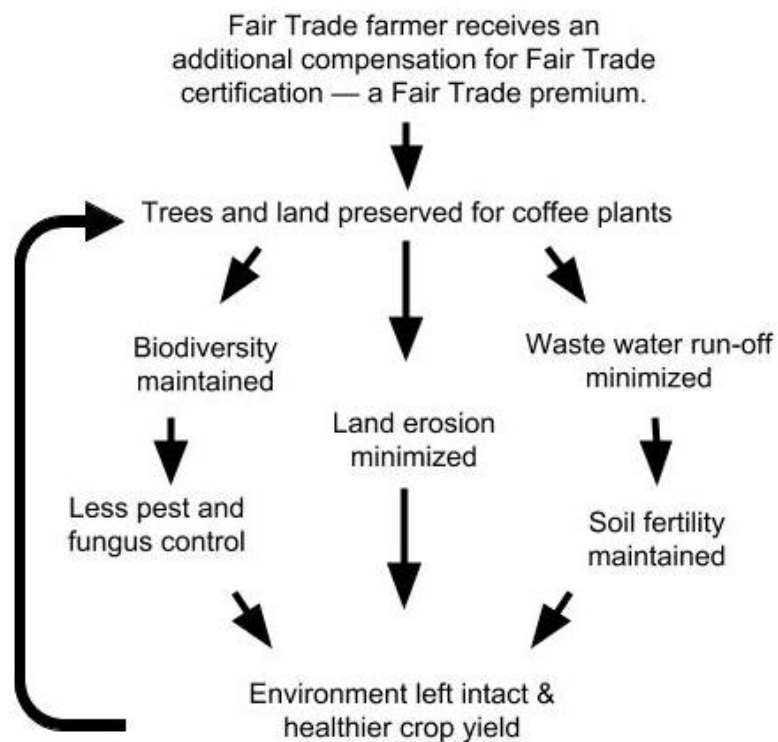 Fair Trade farmer receives an
additional compensation for Fair Trade
certification — a Fair Trade premium.
Trees and land preserved for coffee plants
Biodiversity
maintained
Waste water run-off
minimized
Land erosion
minimized
Less pest and
fungus control
Soil fertility
maintained
Environment left intact &
healthier crop yield